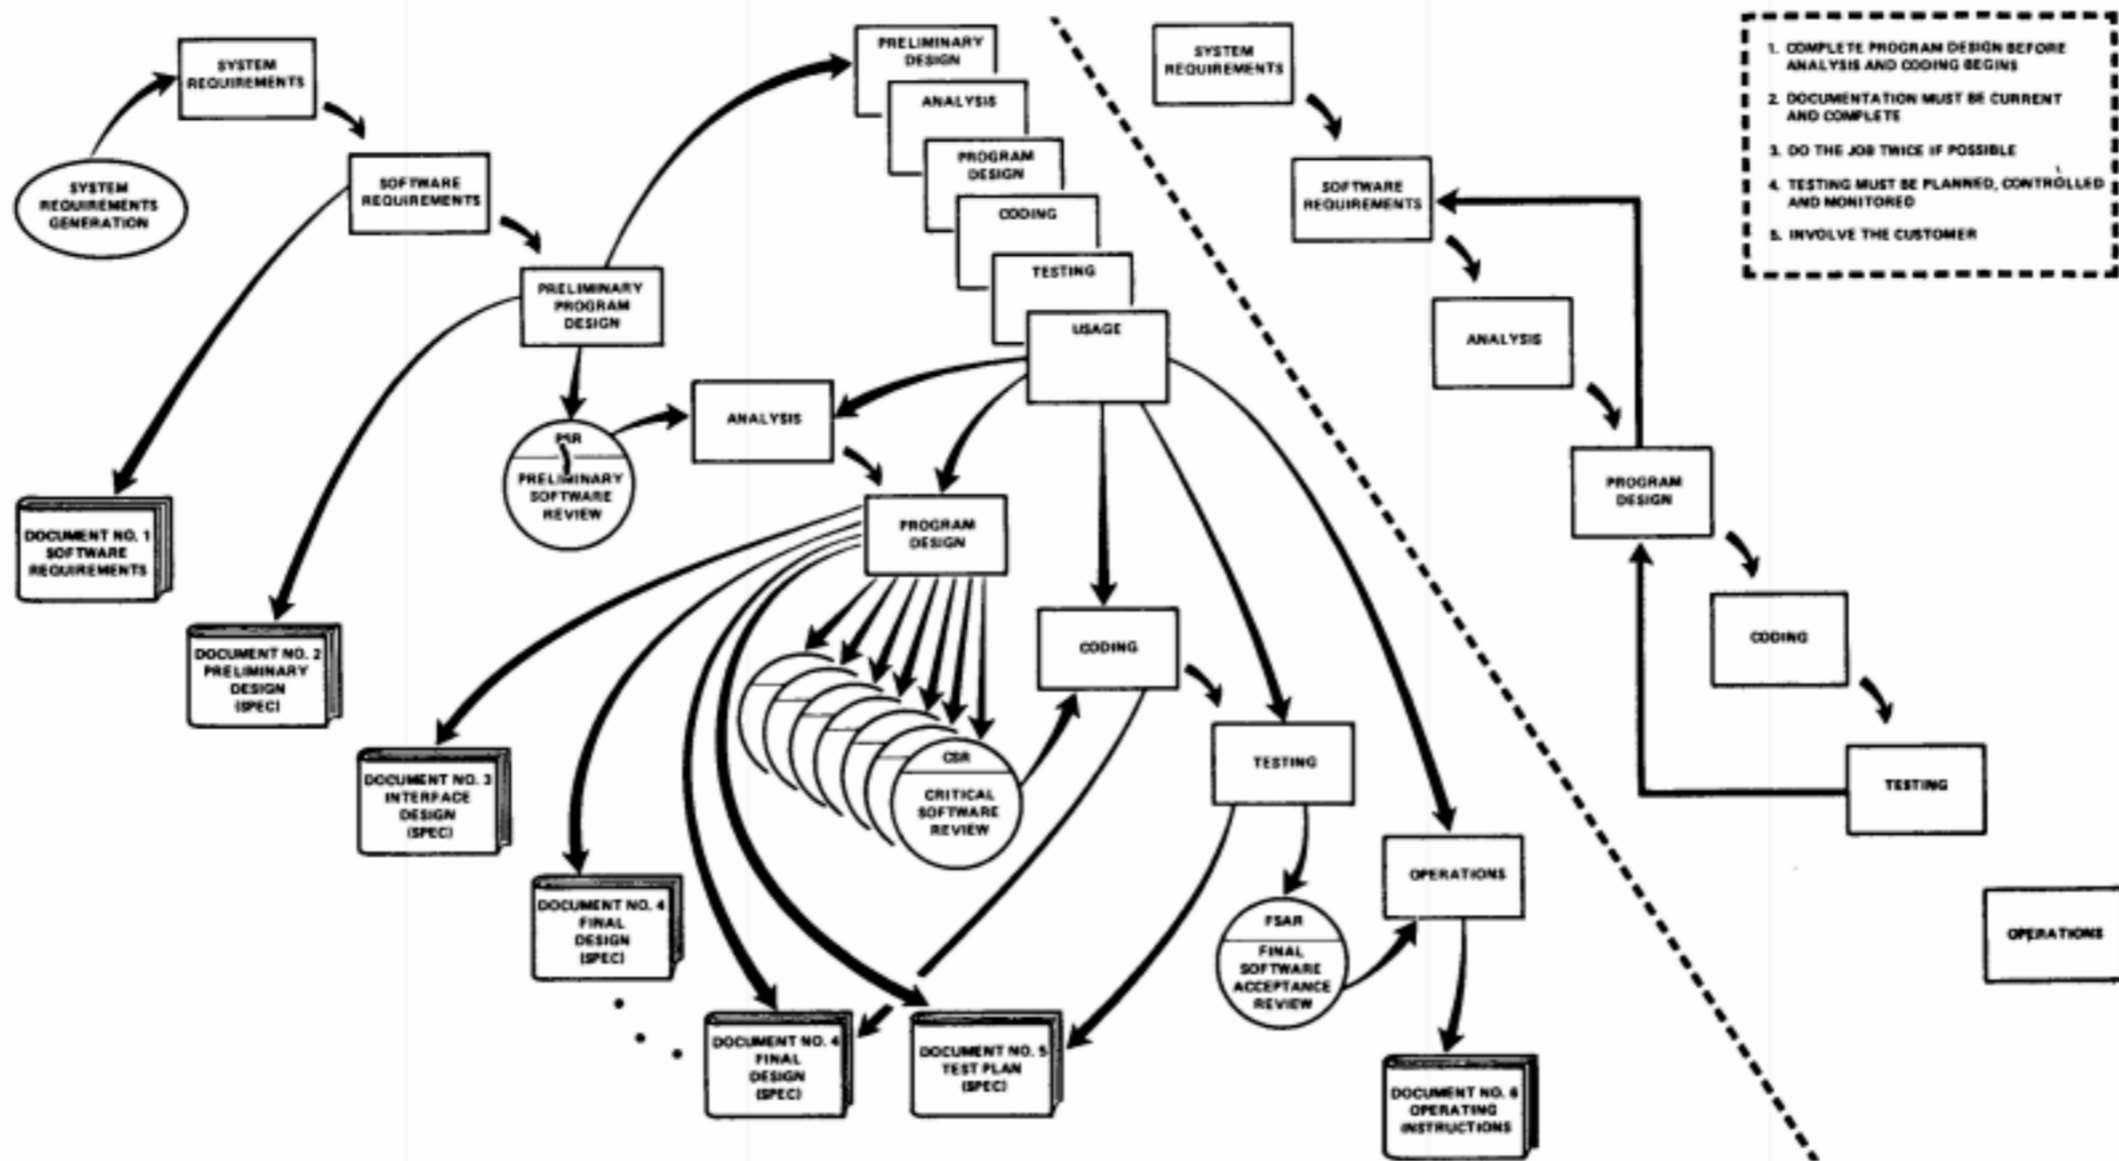 SYSTEM
REQUIREMENTS
SYSTEM
REQUIREMENTS
GENERATION
SOFTWARE
REQUIREMENTS
PRELIMINARY
PROGRAM
DESIGN
PRELIMINARY
DESIGN
ANALYSIS
PROGRAM
DESIGN
CODING
TESTING
USAGE
PSR
PRELIMINARY
SOFTWARE
REVIEW
ANALYSIS
PROGRAM
DESIGN
CSR
CRITICAL
SOFTWARE
REVIEW
CODING
TESTING
FSAR
FINAL
SOFTWARE
ACCEPTANCE
REVIEW
OPERATIONS
DOCUMENT NO. 1
SOFTWARE
REQUIREMENTS
DOCUMENT NO. 2
PRELIMINARY
DESIGN
(SPEC)
DOCUMENT NO. 3
INTERFACE
DESIGN
(SPEC)
DOCUMENT NO. 4
FINAL
DESIGN
(SPEC)
DOCUMENT NO. 4
FINAL
DESIGN
(SPEC)
DOCUMENT NO. 5
TEST PLAN
(SPEC)
DOCUMENT NO. 6
OPERATING
INSTRUCTIONS
SYSTEM
REQUIREMENTS
SOFTWARE
REQUIREMENTS
ANALYSIS
PROGRAM
DESIGN
CODING
TESTING
OPERATIONS
1. COMPLETE PROGRAM DESIGN BEFORE
ANALYSIS AND CODING BEGINS
2. DOCUMENTATION MUST BE CURRENT
AND COMPLETE
3. DO THE JOB TWICE IF POSSIBLE
4. TESTING MUST BE PLANNED, CONTROLLED
AND MONITORED
5. INVOLVE THE CUSTOMER